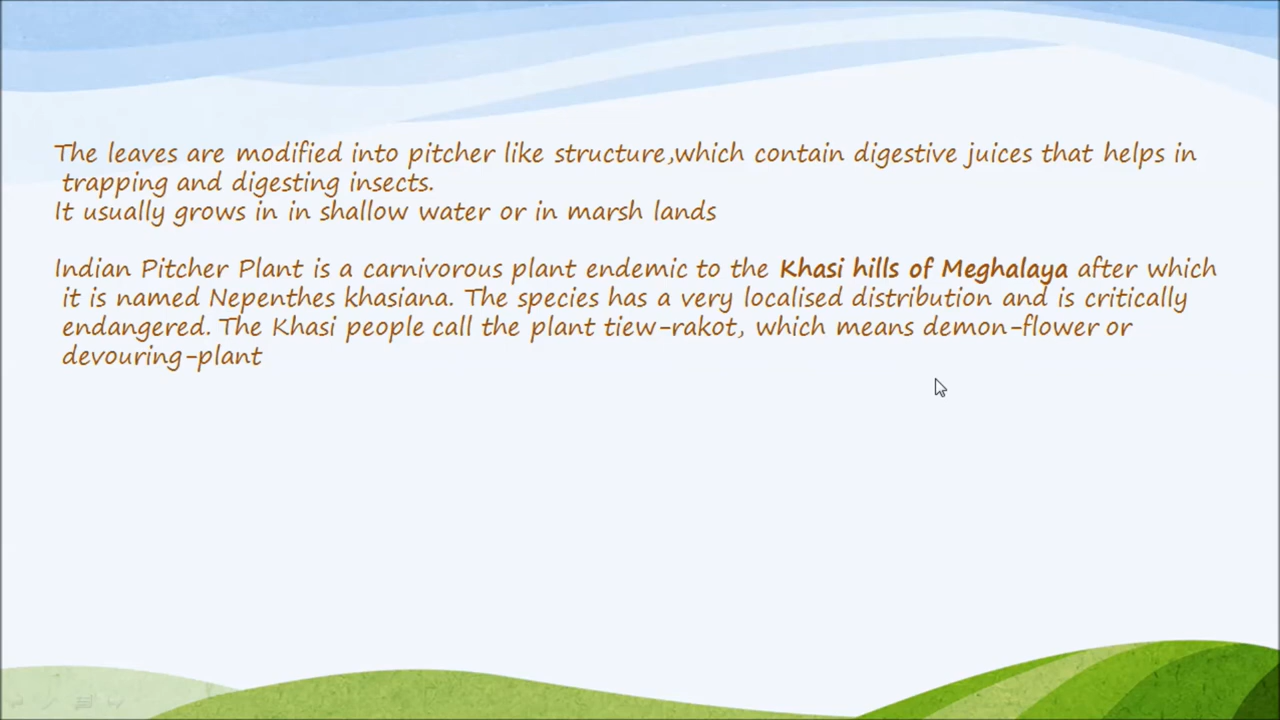 The leaves are modified into pitcher like structure,which contain digestive juices that helps in
trapping and digesting insects.
It usually grows in in shallow water or in marsh lands
Indian Pitcher Plant is a carnivorous plant endemic to the Khasi hills of Meghalaya after which
it is named Nepenthes khasiana. The species has a very localised distribution and is critically
endangered. The Khasi people call the plant tiew-rakot, which means demon-flower or
devouring-plant